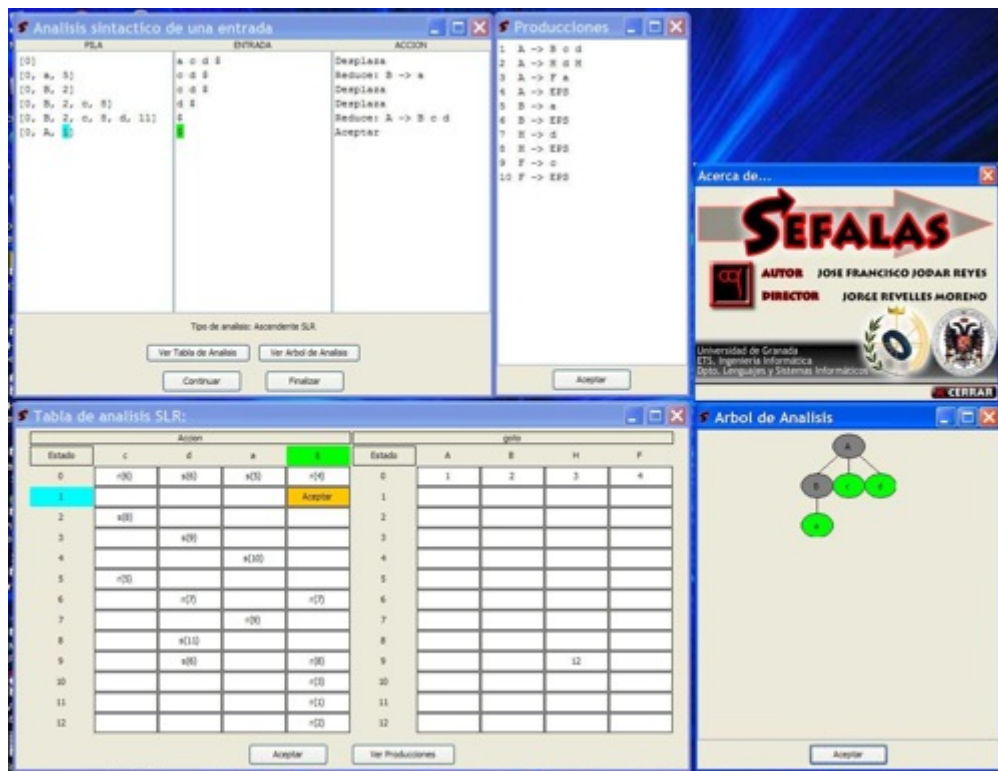 Analisis sintactico de una entrada
PILA ENTRADA ACCION
[0] a c d $ Desplaza
[0, a, 5] c d $ Reduce: B -> a
[0, B, 2] c d $ Desplaza
[0, B, 2, c, 8] d $ Desplaza
[0, B, 2, c, 8, d, 11] $ Reduce: A -> B c d
[0, A, 1] $ Aceptar
Tipo de analisis: Ascendente SLR
Ver Tabla de Analisis Ver Arbol de Analisis
Continuar Finalizar
Producciones
1 A -> B c d
2 A -> H d H
3 A -> F a
4 A -> EPS
5 B -> a
6 B -> EPS
7 H -> d
8 H -> EPS
9 F -> c
10 F -> EPS
Aceptar
Acerca de...
SEFALAS
AUTOR JOSE FRANCISCO JODAR REYES
DIRECTOR JORGE REVELLES MORENO
Universidad de Granada
ETS. Ingeniería Informática
Dpto. Lenguajes y Sistemas Informáticos
CERRAR
Tabla de analisis SLR:
Accion goto
Estado c d a $ Estado A B H F
0 r(6) s(6) s(5) r(4) 0 1 2 3 4
1 Aceptar 1
2 s(8) 2
3 s(9) 3
4 s(10) 4
5 r(5) 5
6 r(7) r(7) 6
7 r(9) 7
8 s(11) 8
9 s(6) r(8) 9 12
10 r(3) 10
11 r(1) 11
12 r(2) 12
Aceptar Ver Producciones
Arbol de Analisis
A
B c d
a
Aceptar